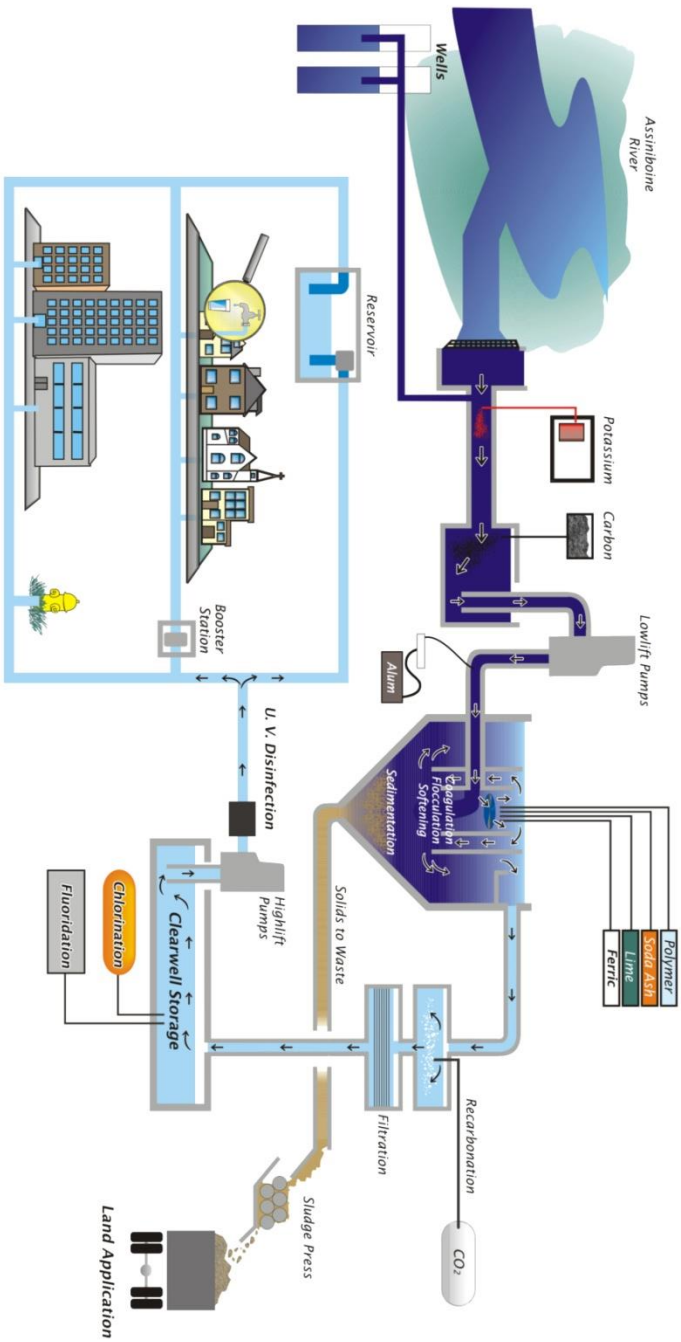 Assiniboine
River
Wells
Potassium
Carbon
Lowlift Pumps
Alum
Polymer
Soda Ash
Lime
Ferric
Coagulation
Flocculation
Softening
Sedimentation
Solids to Waste
Recarbonation
CO2
Filtration
Sludge Press
Land Application
Reservoir
Booster
Station
U. V. Disinfection
Highlift
Pumps
Clearwell Storage
Chlorination
Fluoridation